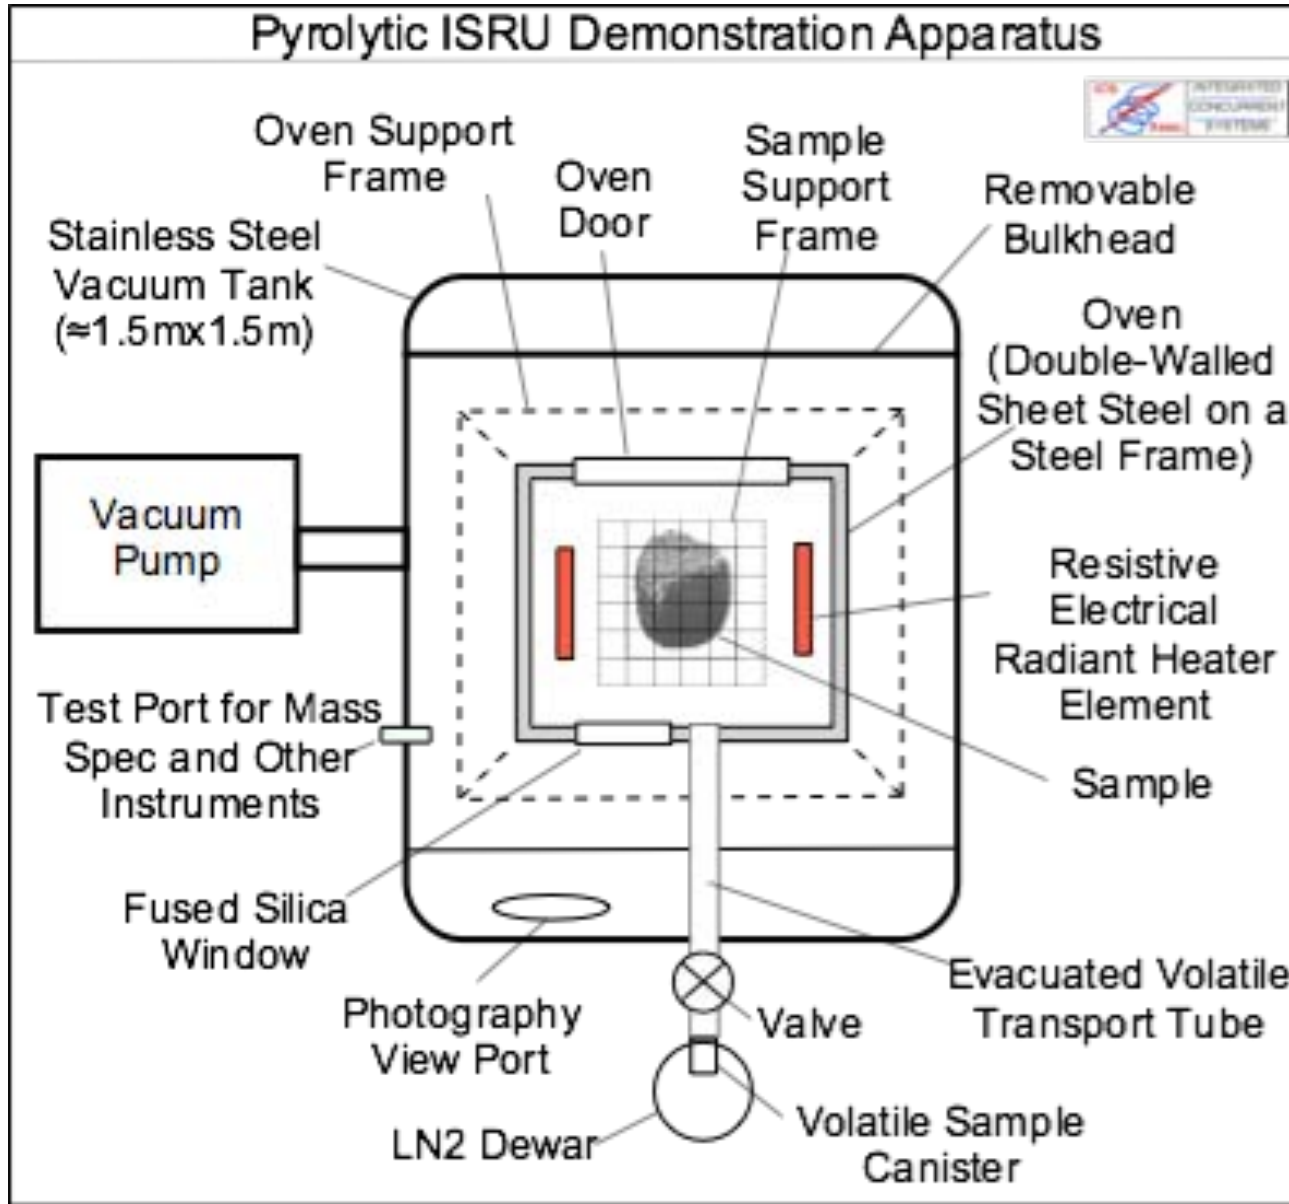 Pyrolytic ISRU Demonstration Apparatus
INTEGRATED
CONCURRENT
SYSTEMS
Oven Support
Frame
Oven
Door
Sample
Support
Frame
Removable
Bulkhead
Stainless Steel
Vacuum Tank
(≈1.5mx1.5m)
Oven
(Double-Walled
Sheet Steel on a
Steel Frame)
Vacuum
Pump
Resistive
Electrical
Radiant Heater
Element
Test Port for Mass
Spec and Other
Instruments
Sample
Fused Silica
Window
Photography
View Port
Evacuated Volatile
Transport Tube
Valve
LN2 Dewar
Volatile Sample
Canister